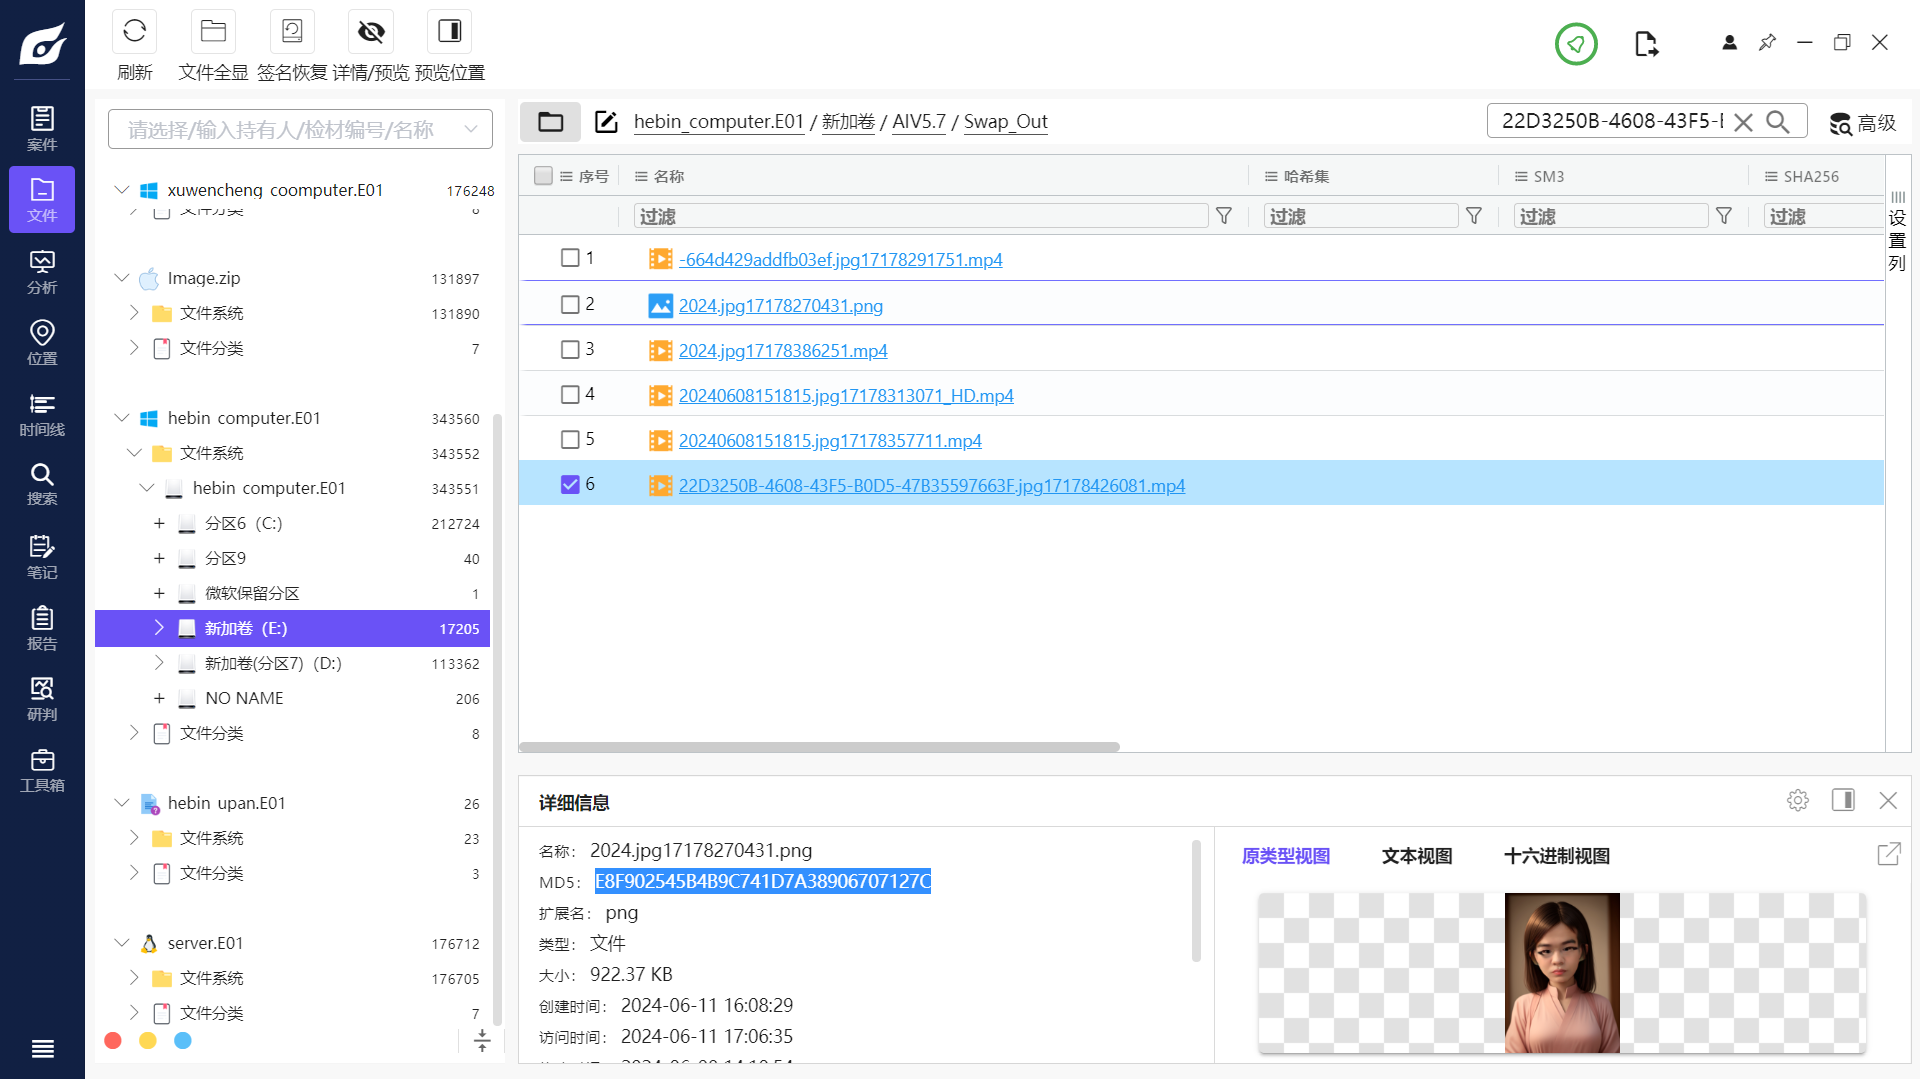 刷新 文件全显 签名恢复 详情/预览 预览位置
案件
文件
分析
位置
时间线
搜索
笔记
报告
研判
工具箱
请选择/输入持有人/检材编号/名称
xuwencheng coomputer.E01 176248
文件分类 8
Image.zip 131897
文件系统 131890
文件分类 7
hebin computer.E01 343560
文件系统 343552
hebin computer.E01 343551
分区6（C:） 212724
分区9 40
微软保留分区 1
新加卷（E:） 17205
新加卷(分区7)（D:） 113362
NO NAME 206
文件分类 8
hebin upan.E01 26
文件系统 23
文件分类 3
server.E01 176712
文件系统 176705
文件分类 7
hebin_computer.E01 / 新加卷 / AIV5.7 / Swap_Out
22D3250B-4608-43F5-
高级
序号 名称 哈希集 SM3 SHA256
过滤 过滤 过滤 过滤
设置列
1 -664d429addfb03ef.jpg17178291751.mp4
2 2024.jpg17178270431.png
3 2024.jpg17178386251.mp4
4 20240608151815.jpg17178313071_HD.mp4
5 20240608151815.jpg17178357711.mp4
6 22D3250B-4608-43F5-B0D5-47B35597663F.jpg17178426081.mp4
详细信息
名称： 2024.jpg17178270431.png
MD5： E8F902545B4B9C741D7A38906707127C
扩展名： png
类型： 文件
大小： 922.37 KB
创建时间： 2024-06-11 16:08:29
访问时间： 2024-06-11 17:06:35
原类型视图 文本视图 十六进制视图